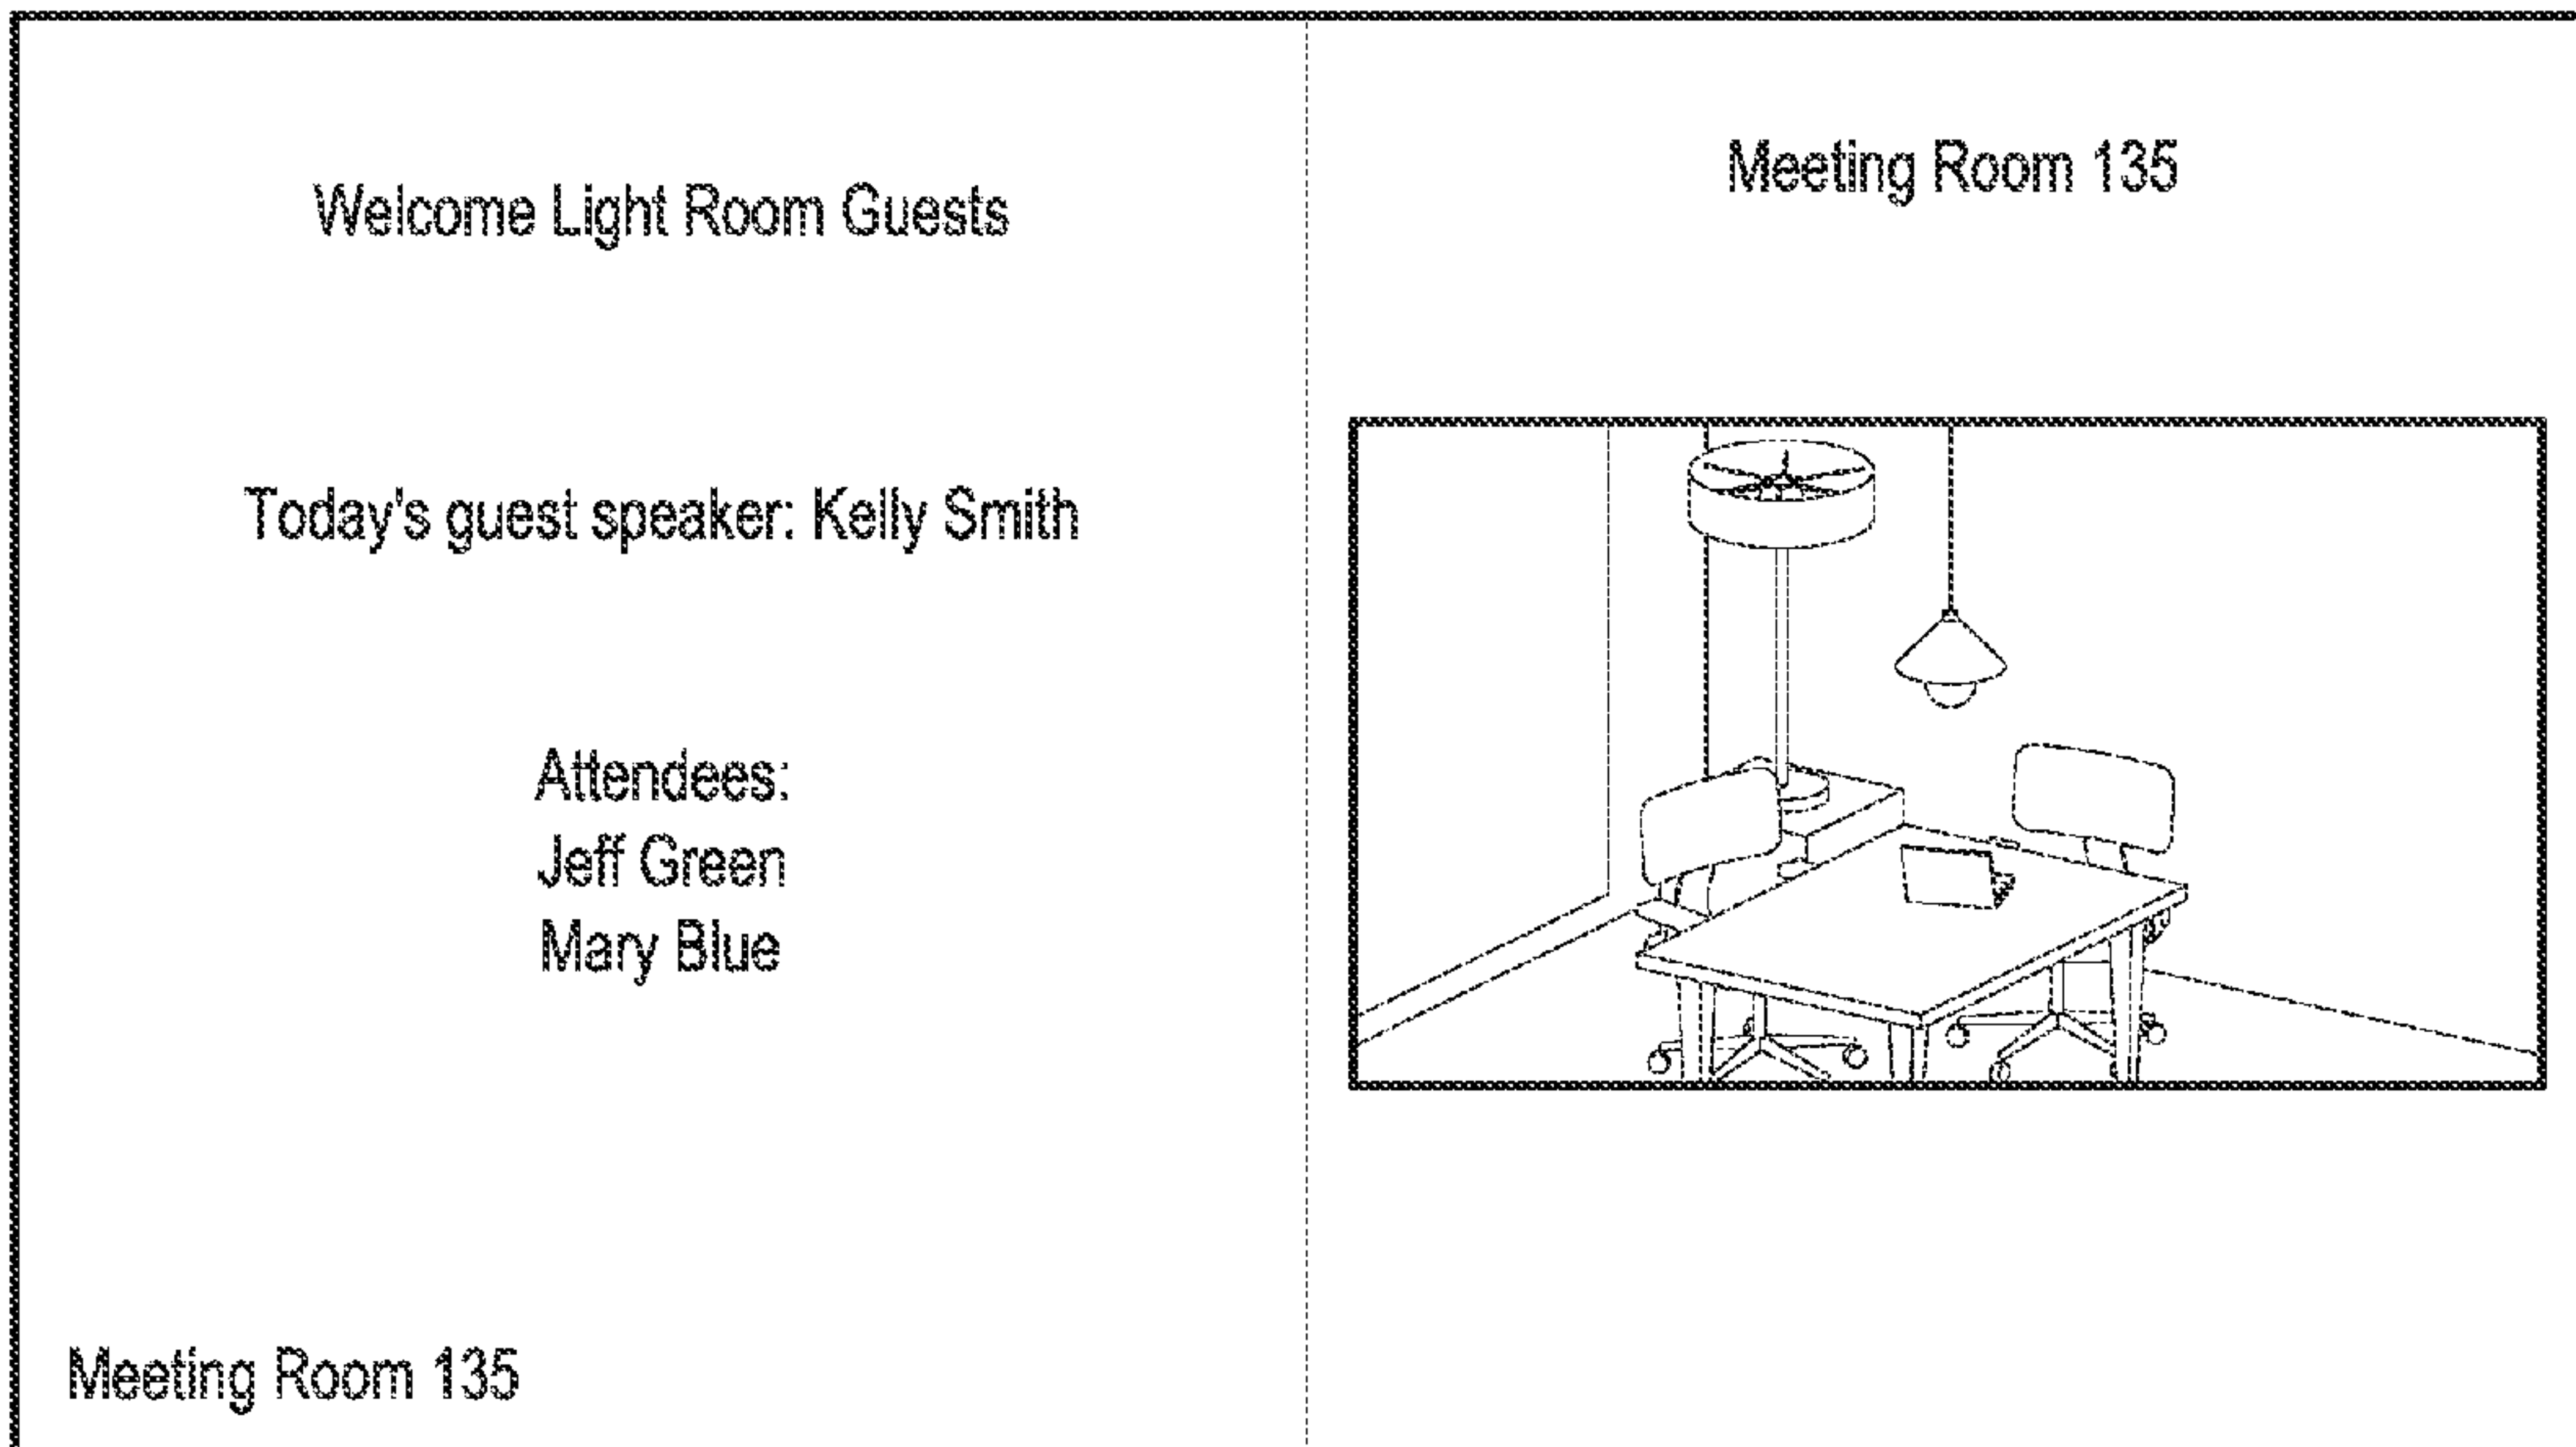 Welcome Light Room Guests
Today's guest speaker: Kelly Smith
Attendees:
Jeff Green
Mary Blue
Meeting Room 135
Meeting Room 135